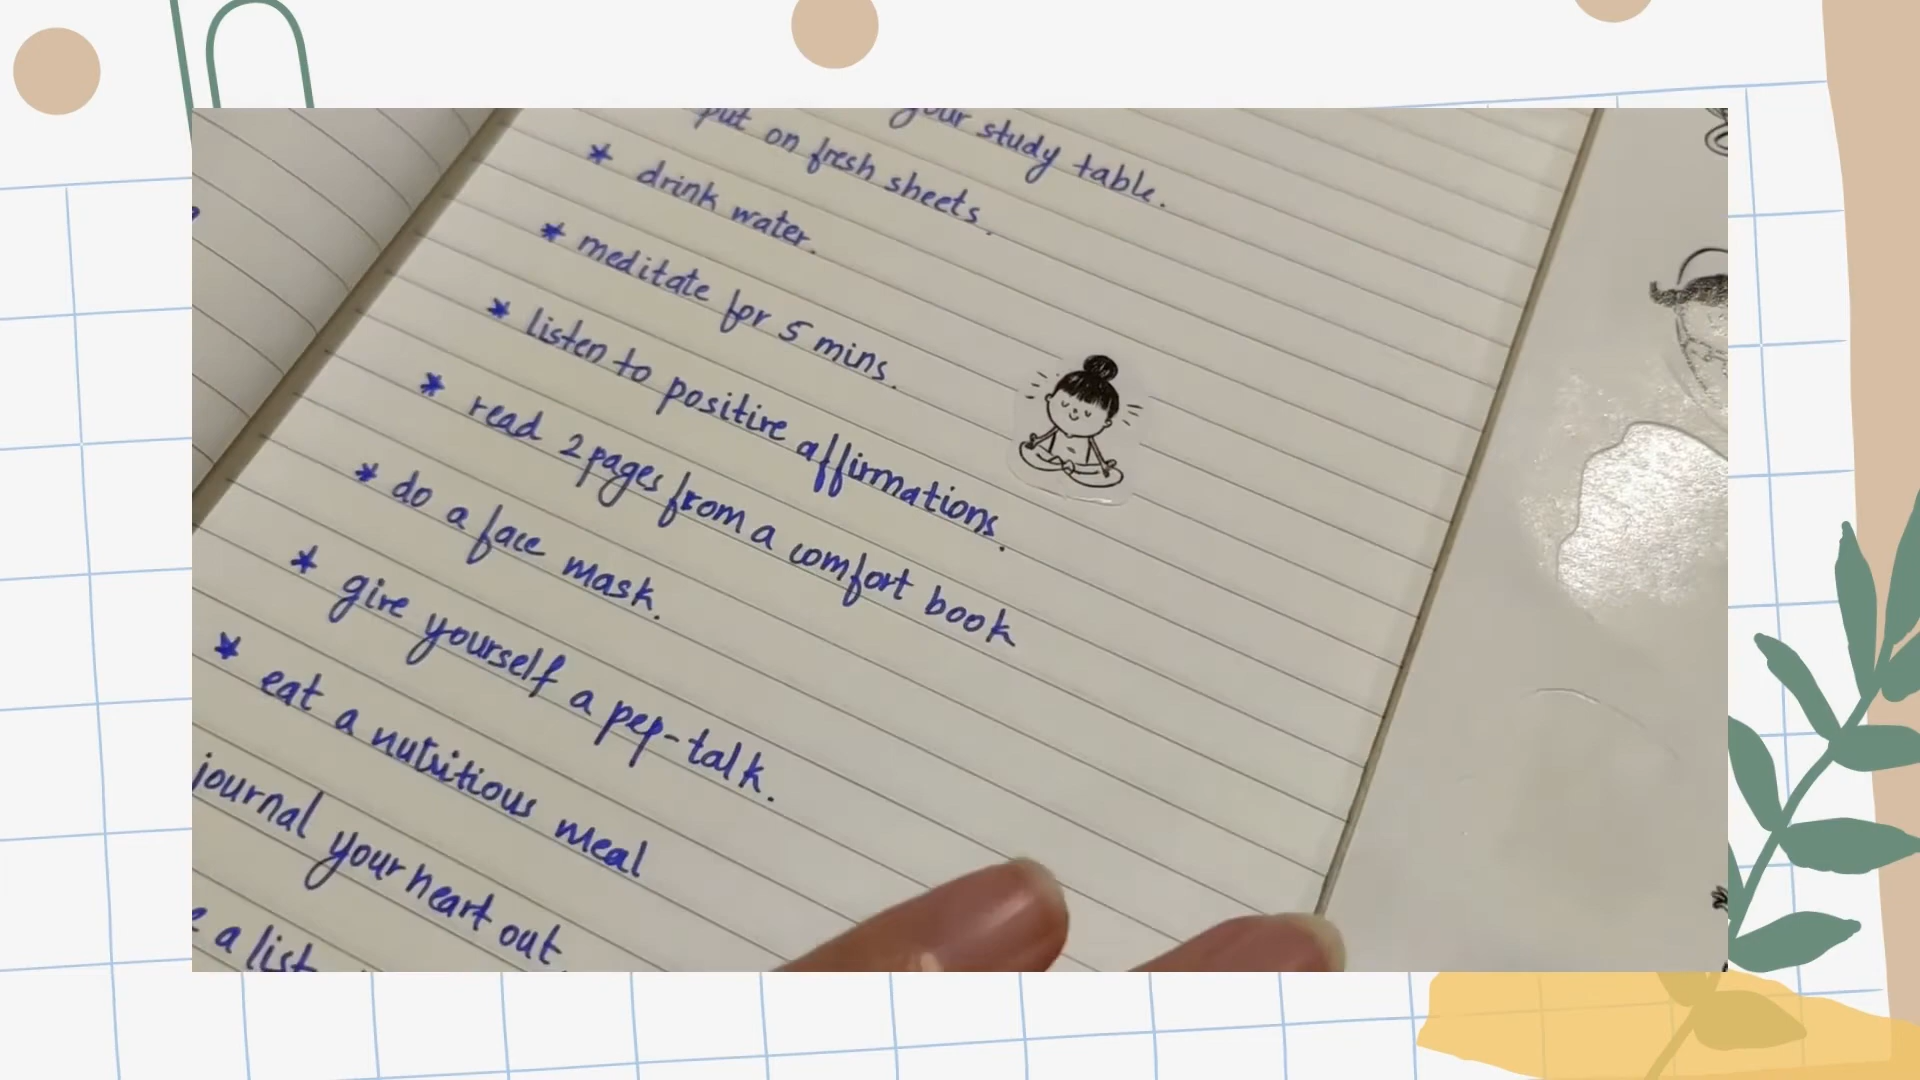 your study table.
put on fresh sheets.
* drink water.
* meditate for 5 mins.
* listen to positive affirmations.
* read 2 pages from a comfort book
* do a face mask.
* give yourself a pep-talk.
* eat a nutritious meal
journal your heart out.
a list